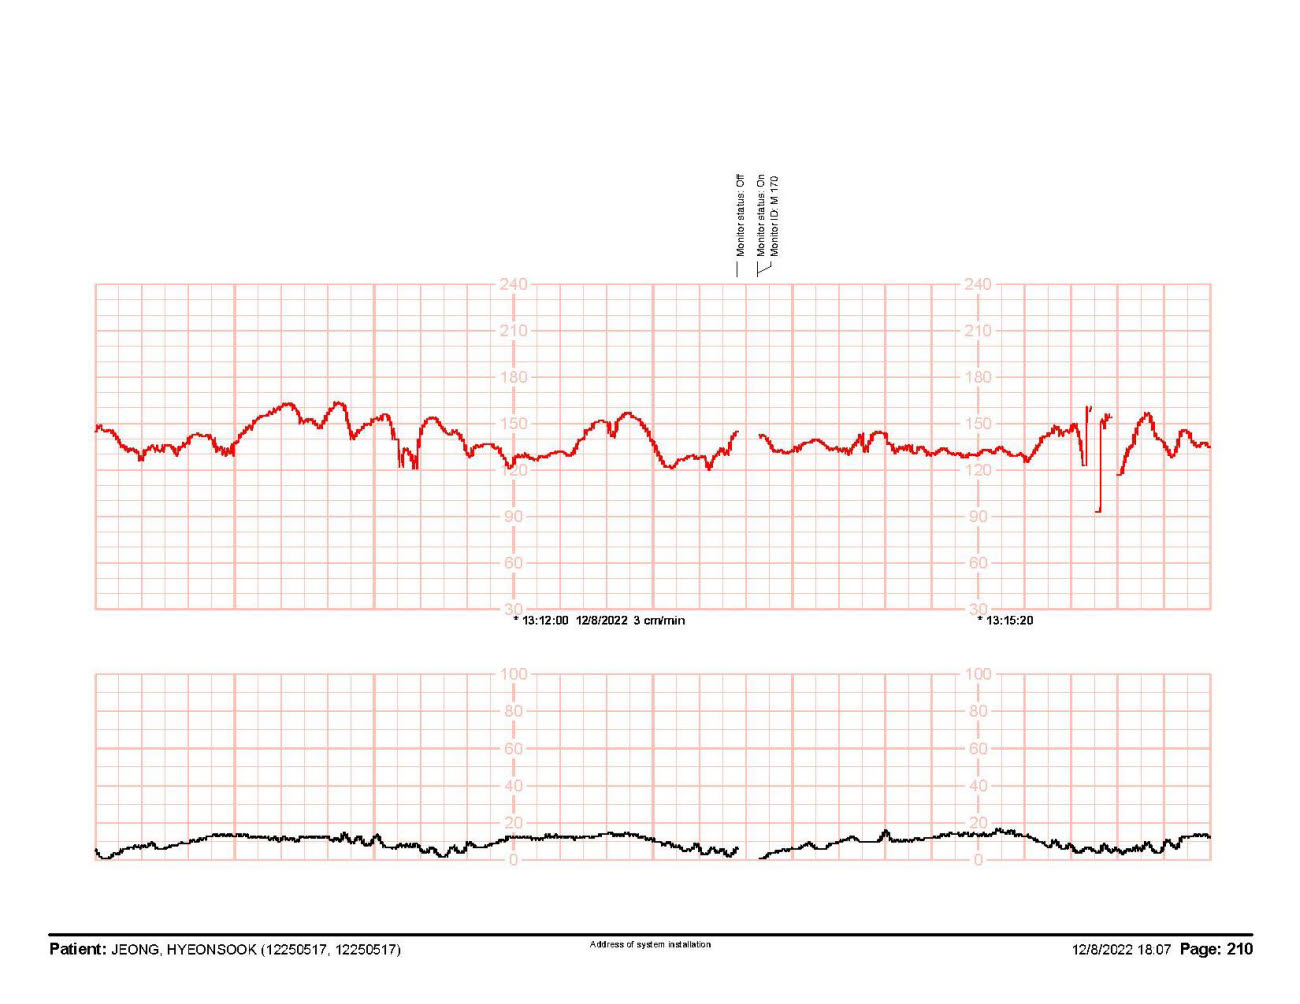 Monitor status: Off
Monitor status: On
Monitor ID: M 170
240 240
210 210
180 180
150 150
120 120
90 90
60 60
30 30
* 13:12:00 12/8/2022 3 cm/min * 13:15:20
100 100
80 80
60 60
40 40
20 20
0 0
Patient: JEONG, HYEONSOOK (12250517, 12250517) Address of system installation 12/8/2022 18:07 Page: 210